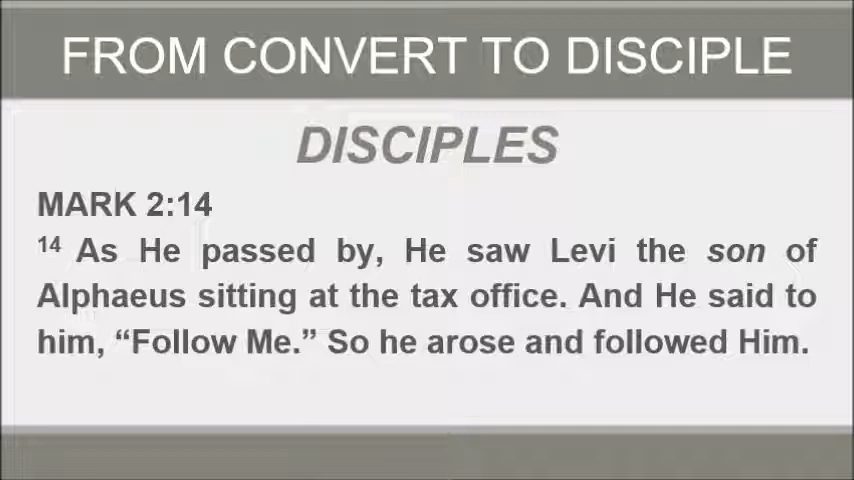 FROM CONVERT TO DISCIPLE
DISCIPLES
MARK 2:14
14 As He passed by, He saw Levi the son of
Alphaeus sitting at the tax office. And He said to
him, “Follow Me.” So he arose and followed Him.